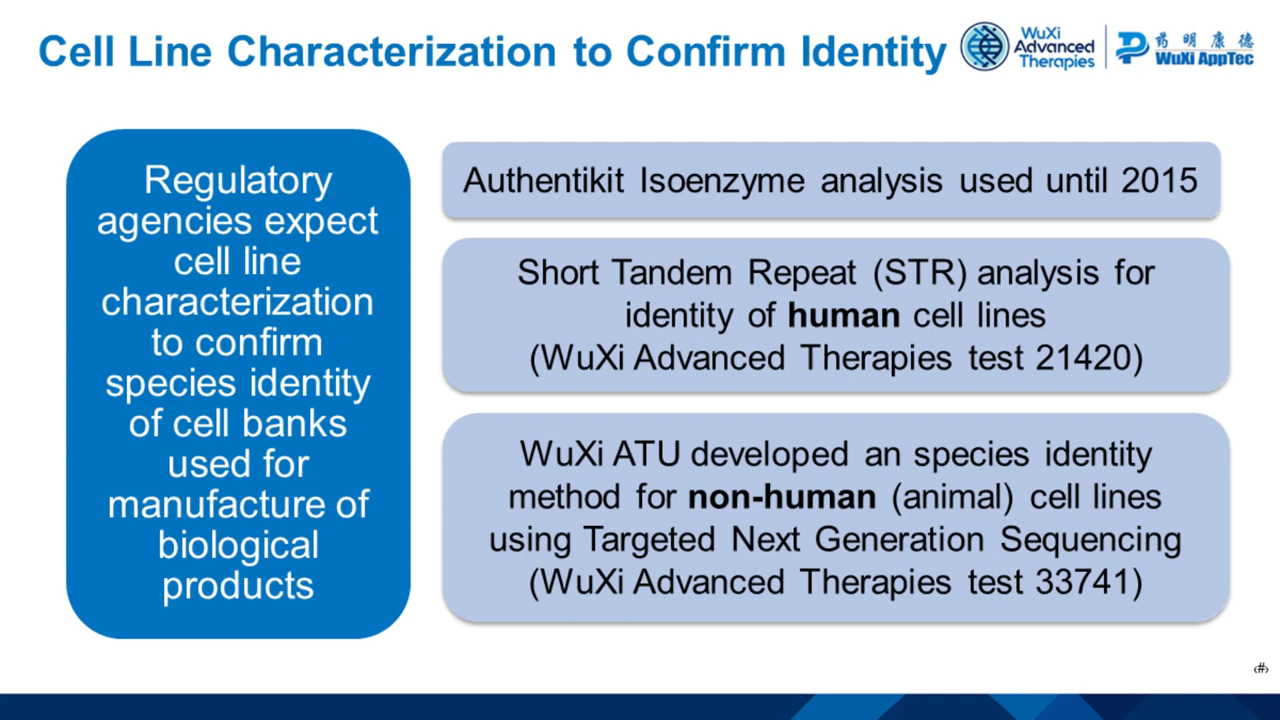 Cell Line Characterization to Confirm Identity
WuXi
Advanced
Therapies
药明康德
WuXi AppTec
Regulatory
agencies expect
cell line
characterization
to confirm
species identity
of cell banks
used for
manufacture of
biological
products
Authentikit Isoenzyme analysis used until 2015
Short Tandem Repeat (STR) analysis for
identity of human cell lines
(WuXi Advanced Therapies test 21420)
WuXi ATU developed an species identity
method for non-human (animal) cell lines
using Targeted Next Generation Sequencing
(WuXi Advanced Therapies test 33741)
‹#›